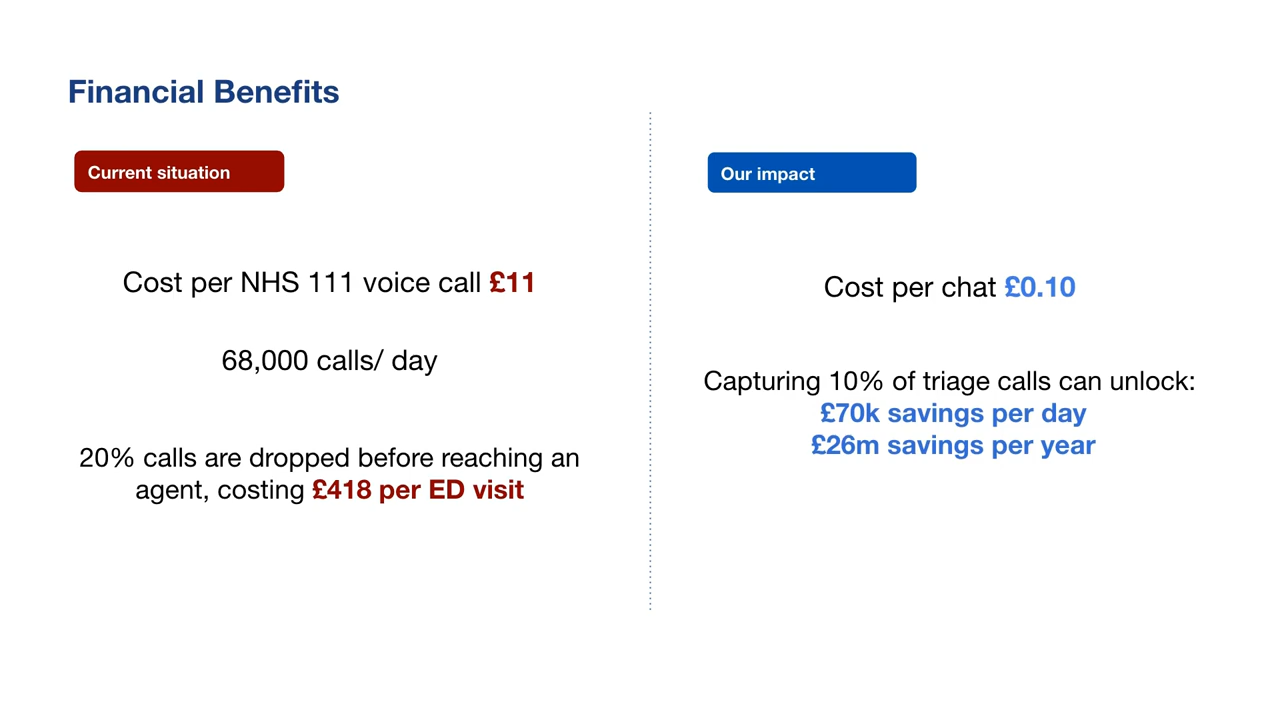 Financial Benefits
Current situation
Cost per NHS 111 voice call £11
68,000 calls/ day
20% calls are dropped before reaching an
agent, costing £418 per ED visit
Our impact
Cost per chat £0.10
Capturing 10% of triage calls can unlock:
£70k savings per day
£26m savings per year